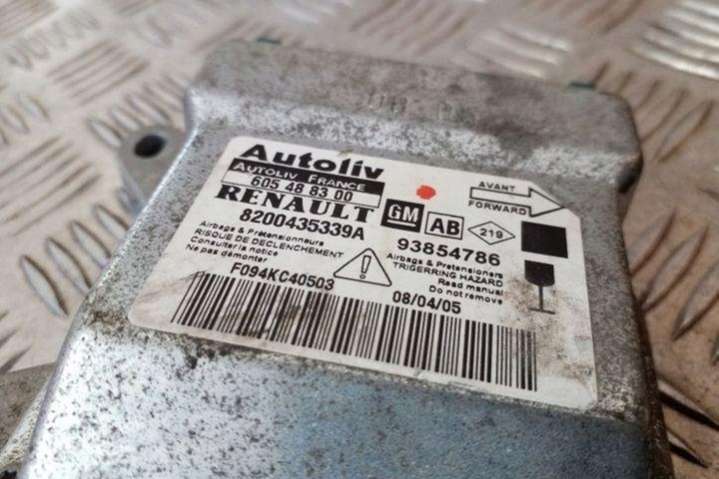 Autoliv
AUTOLIV FRANCE
605 48 83 00
RENAULT
8200435339A
Airbags & Prétensionneurs
RISQUE DE DECLENCHEMENT
Consulter la notice
Ne pas démonter
F094KC40503
AVANT
FORWARD
GM AB 219
93854786
Airbags & Pretensioners
TRIGERRING HAZARD
Read manual
Do not remove
08/04/05